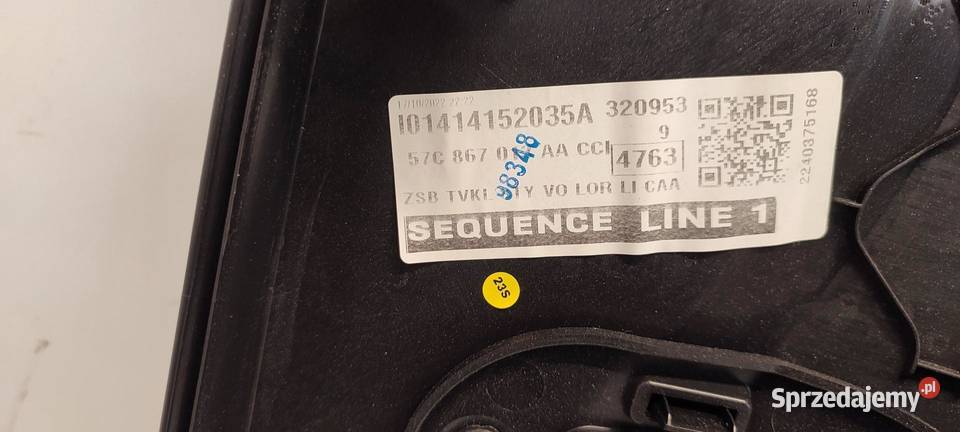 17/10/2022 22:22
I01414152035A 320953
9
57C 867 AA CCI 4763
98348
ZSB TVKL VO LOR LI CAA
SEQUENCE LINE 1
2240375168
23S
Sprzedajemy.pl